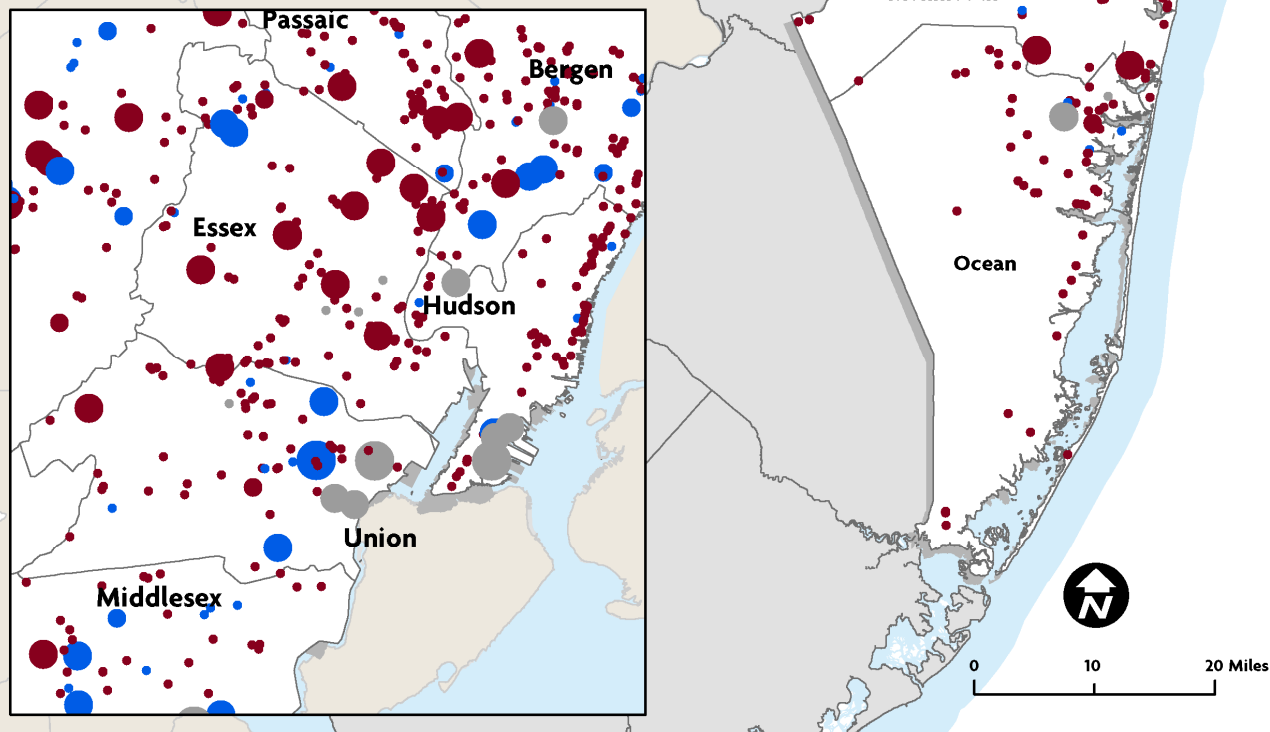 Passaic
Bergen
Essex
Hudson
Union
Middlesex
Ocean
N
0 10 20 Miles